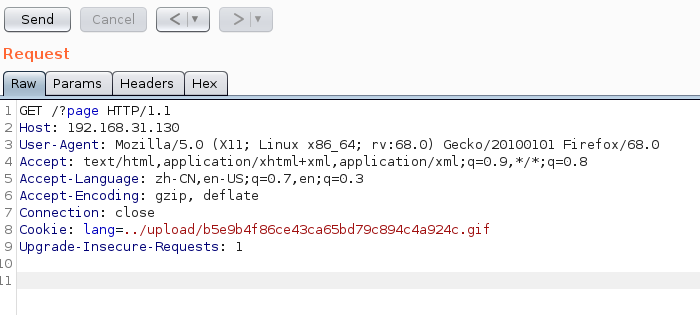 Send Cancel < | ▼ > | ▼
Request
Raw Params Headers Hex
1 GET /?page HTTP/1.1
2 Host: 192.168.31.130
3 User-Agent: Mozilla/5.0 (X11; Linux x86_64; rv:68.0) Gecko/20100101 Firefox/68.0
4 Accept: text/html,application/xhtml+xml,application/xml;q=0.9,*/*;q=0.8
5 Accept-Language: zh-CN,en-US;q=0.7,en;q=0.3
6 Accept-Encoding: gzip, deflate
7 Connection: close
8 Cookie: lang=../upload/b5e9b4f86ce43ca65bd79c894c4a924c.gif
9 Upgrade-Insecure-Requests: 1
10
11